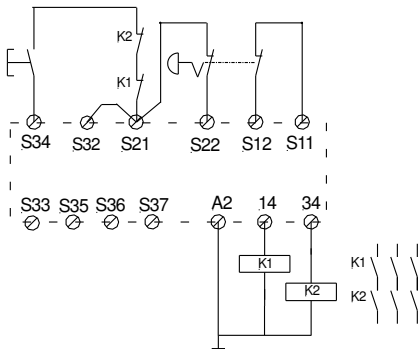 K2
K1
S34 S32 S21 S22 S12 S11
S33 S35 S36 S37 A2 14 34
K1
K1
K2
K2